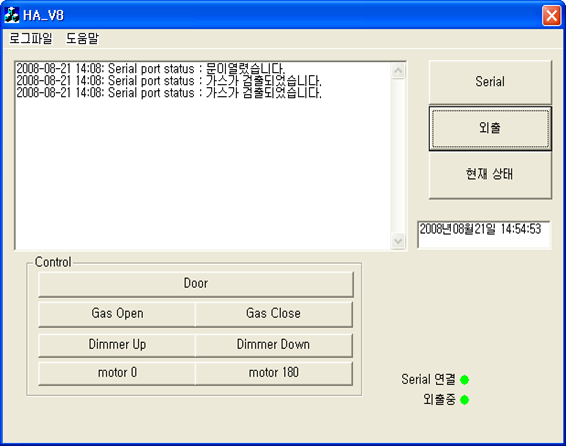 HA_V8
로그파일 도움말
2008-08-21 14:08: Serial port status : 문이열렸습니다.
2008-08-21 14:08: Serial port status : 가스가 검출되었습니다.
2008-08-21 14:08: Serial port status : 가스가 검출되었습니다.
Serial
외출
현재 상태
2008년08월21일 14:54:53
Control
Door
Gas Open Gas Close
Dimmer Up Dimmer Down
motor 0 motor 180
Serial 연결
외출중